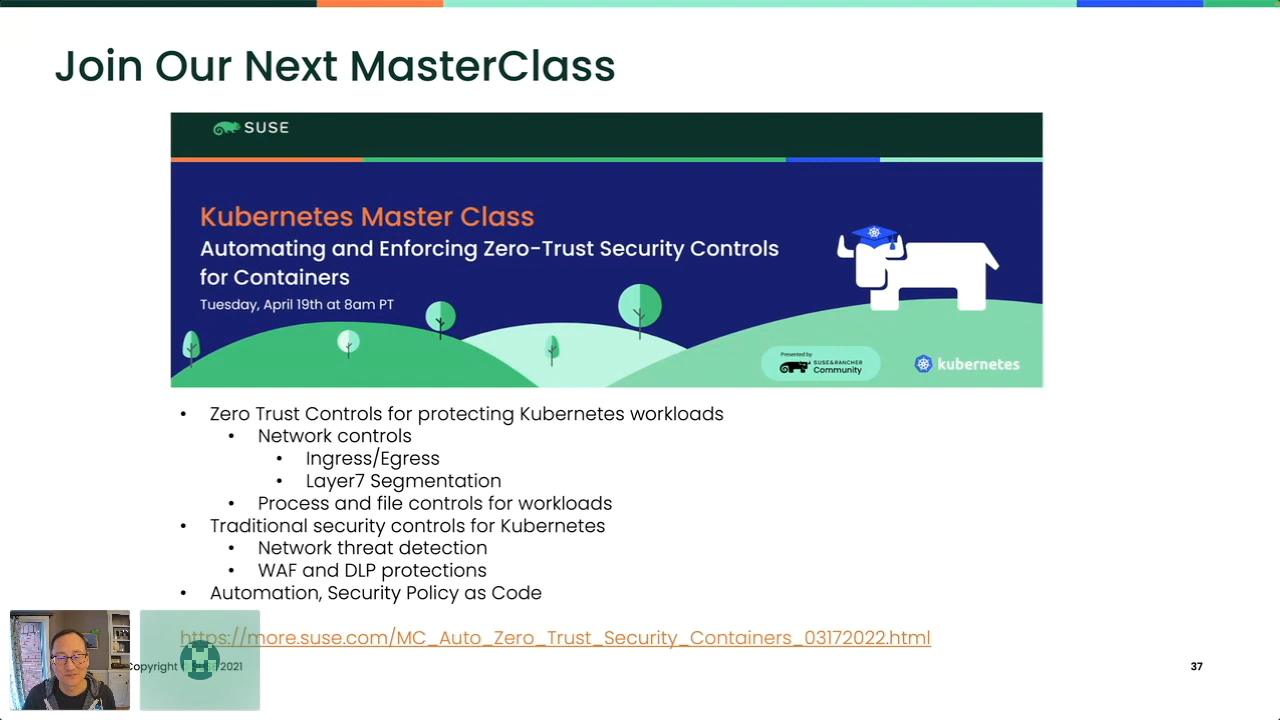 Join Our Next MasterClass
SUSE
Kubernetes Master Class
Automating and Enforcing Zero-Trust Security Controls
for Containers
Tuesday, April 19th at 8am PT
Presented by
SUSE&RANCHER
Community
kubernetes
• Zero Trust Controls for protecting Kubernetes workloads
• Network controls
• Ingress/Egress
• Layer7 Segmentation
• Process and file controls for workloads
• Traditional security controls for Kubernetes
• Network threat detection
• WAF and DLP protections
• Automation, Security Policy as Code
https://more.suse.com/MC_Auto_Zero_Trust_Security_Containers_03172022.html
Copyright 2021
37